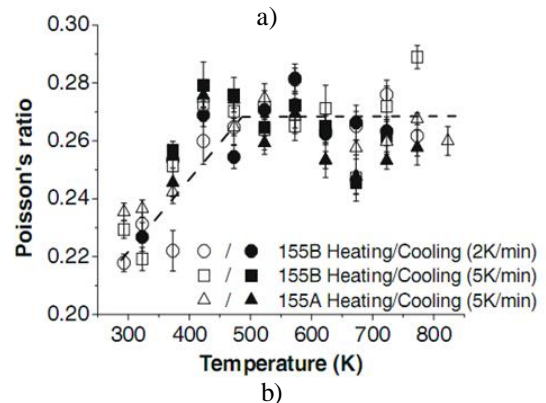 a)
0.30
0.28
0.26
0.24
0.22
0.20
Poisson's ratio
155B Heating/Cooling (2K/min)
155B Heating/Cooling (5K/min)
155A Heating/Cooling (5K/min)
300 400 500 600 700 800
Temperature (K)
b)